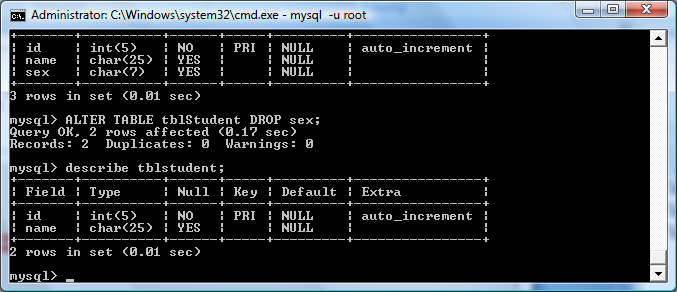 Administrator: C:\Windows\system32\cmd.exe - mysql  -u root
+-------+----------+------+-----+---------+----------------+
¦ id    ¦ int(5)   ¦ NO   ¦ PRI ¦ NULL    ¦ auto_increment ¦
¦ name  ¦ char(25) ¦ YES  ¦     ¦ NULL    ¦                ¦
¦ sex   ¦ char(7)  ¦ YES  ¦     ¦ NULL    ¦                ¦
+-------+----------+------+-----+---------+----------------+
3 rows in set (0.01 sec)
mysql> ALTER TABLE tblStudent DROP sex;
Query OK, 2 rows affected (0.17 sec)
Records: 2  Duplicates: 0  Warnings: 0
mysql> describe tblstudent;
+-------+----------+------+-----+---------+----------------+
¦ Field ¦ Type     ¦ Null ¦ Key ¦ Default ¦ Extra          ¦
+-------+----------+------+-----+---------+----------------+
¦ id    ¦ int(5)   ¦ NO   ¦ PRI ¦ NULL    ¦ auto_increment ¦
¦ name  ¦ char(25) ¦ YES  ¦     ¦ NULL    ¦                ¦
+-------+----------+------+-----+---------+----------------+
2 rows in set (0.01 sec)
mysql> _